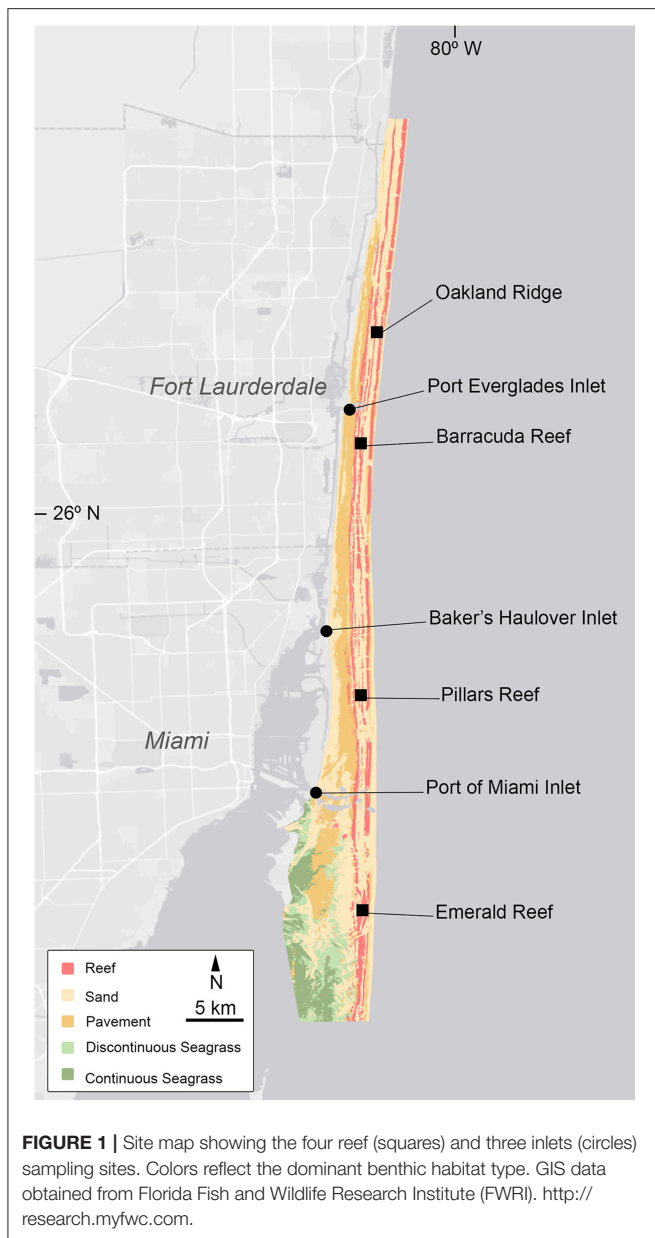 80º W
Oakland Ridge
Fort Laurderdale
Port Everglades Inlet
Barracuda Reef
26º N
Baker's Haulover Inlet
Pillars Reef
Miami
Port of Miami Inlet
Emerald Reef
Reef
Sand
Pavement
Discontinuous Seagrass
Continuous Seagrass
N
5 km
FIGURE 1 | Site map showing the four reef (squares) and three inlets (circles)
sampling sites. Colors reflect the dominant benthic habitat type. GIS data
obtained from Florida Fish and Wildlife Research Institute (FWRI). http://
research.myfwc.com.